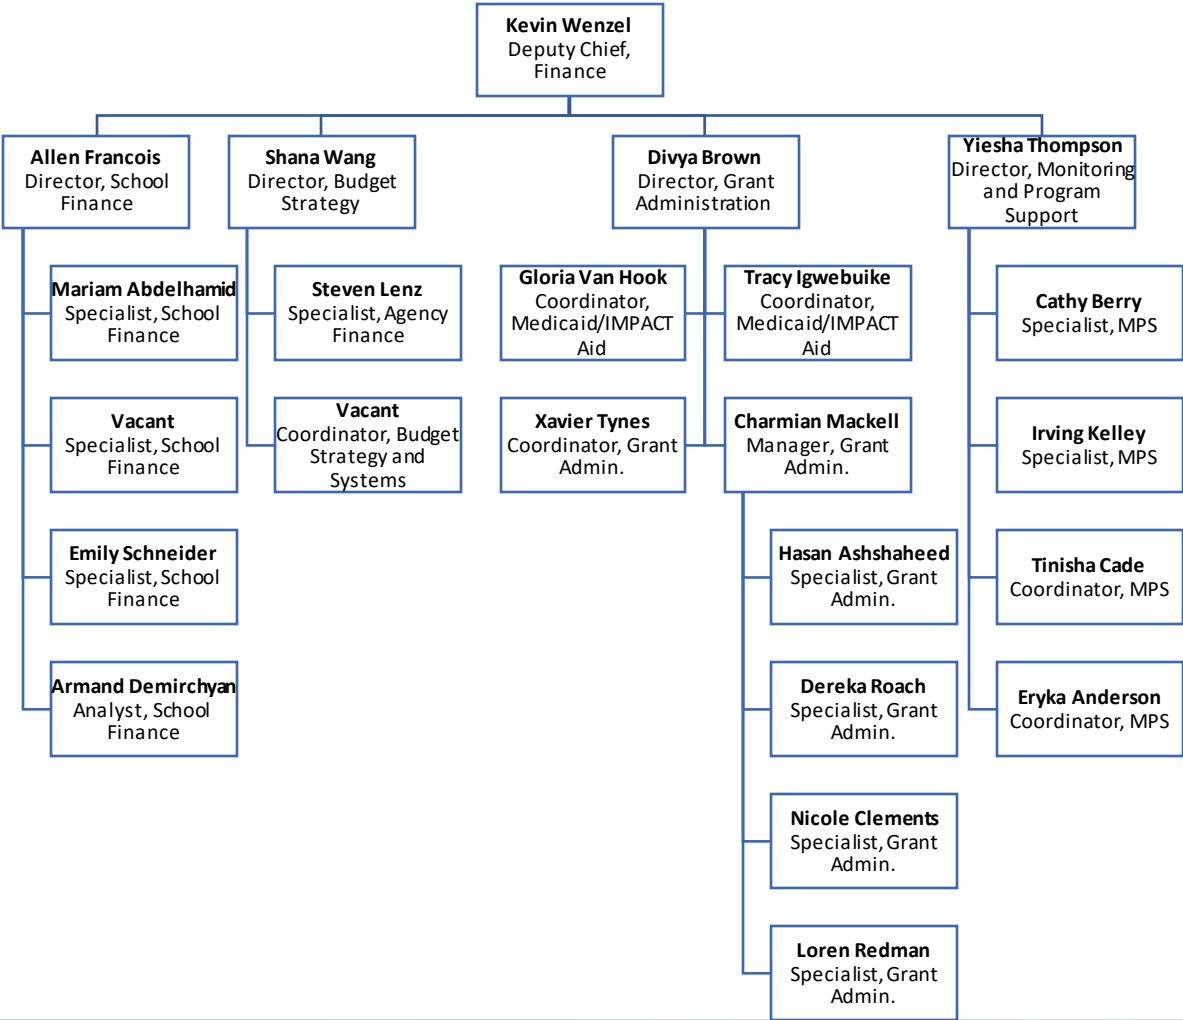 Kevin Wenzel
Deputy Chief,
Finance
Allen Francois
Director, School
Finance
Shana Wang
Director, Budget
Strategy
Divya Brown
Director, Grant
Administration
Yiesha Thompson
Director, Monitoring
and Program
Support
Mariam Abdelhamid
Specialist, School
Finance
Vacant
Specialist, School
Finance
Emily Schneider
Specialist, School
Finance
Armand Demirchyan
Analyst, School
Finance
Steven Lenz
Specialist, Agency
Finance
Vacant
Coordinator, Budget
Strategy and
Systems
Gloria Van Hook
Coordinator,
Medicaid/IMPACT
Aid
Tracy Igwebuike
Coordinator,
Medicaid/IMPACT
Aid
Xavier Tynes
Coordinator, Grant
Admin.
Charmian Mackell
Manager, Grant
Admin.
Hasan Ashshaheed
Specialist, Grant
Admin.
Dereka Roach
Specialist, Grant
Admin.
Nicole Clements
Specialist, Grant
Admin.
Loren Redman
Specialist, Grant
Admin.
Cathy Berry
Specialist, MPS
Irving Kelley
Specialist, MPS
Tinisha Cade
Coordinator, MPS
Eryka Anderson
Coordinator, MPS